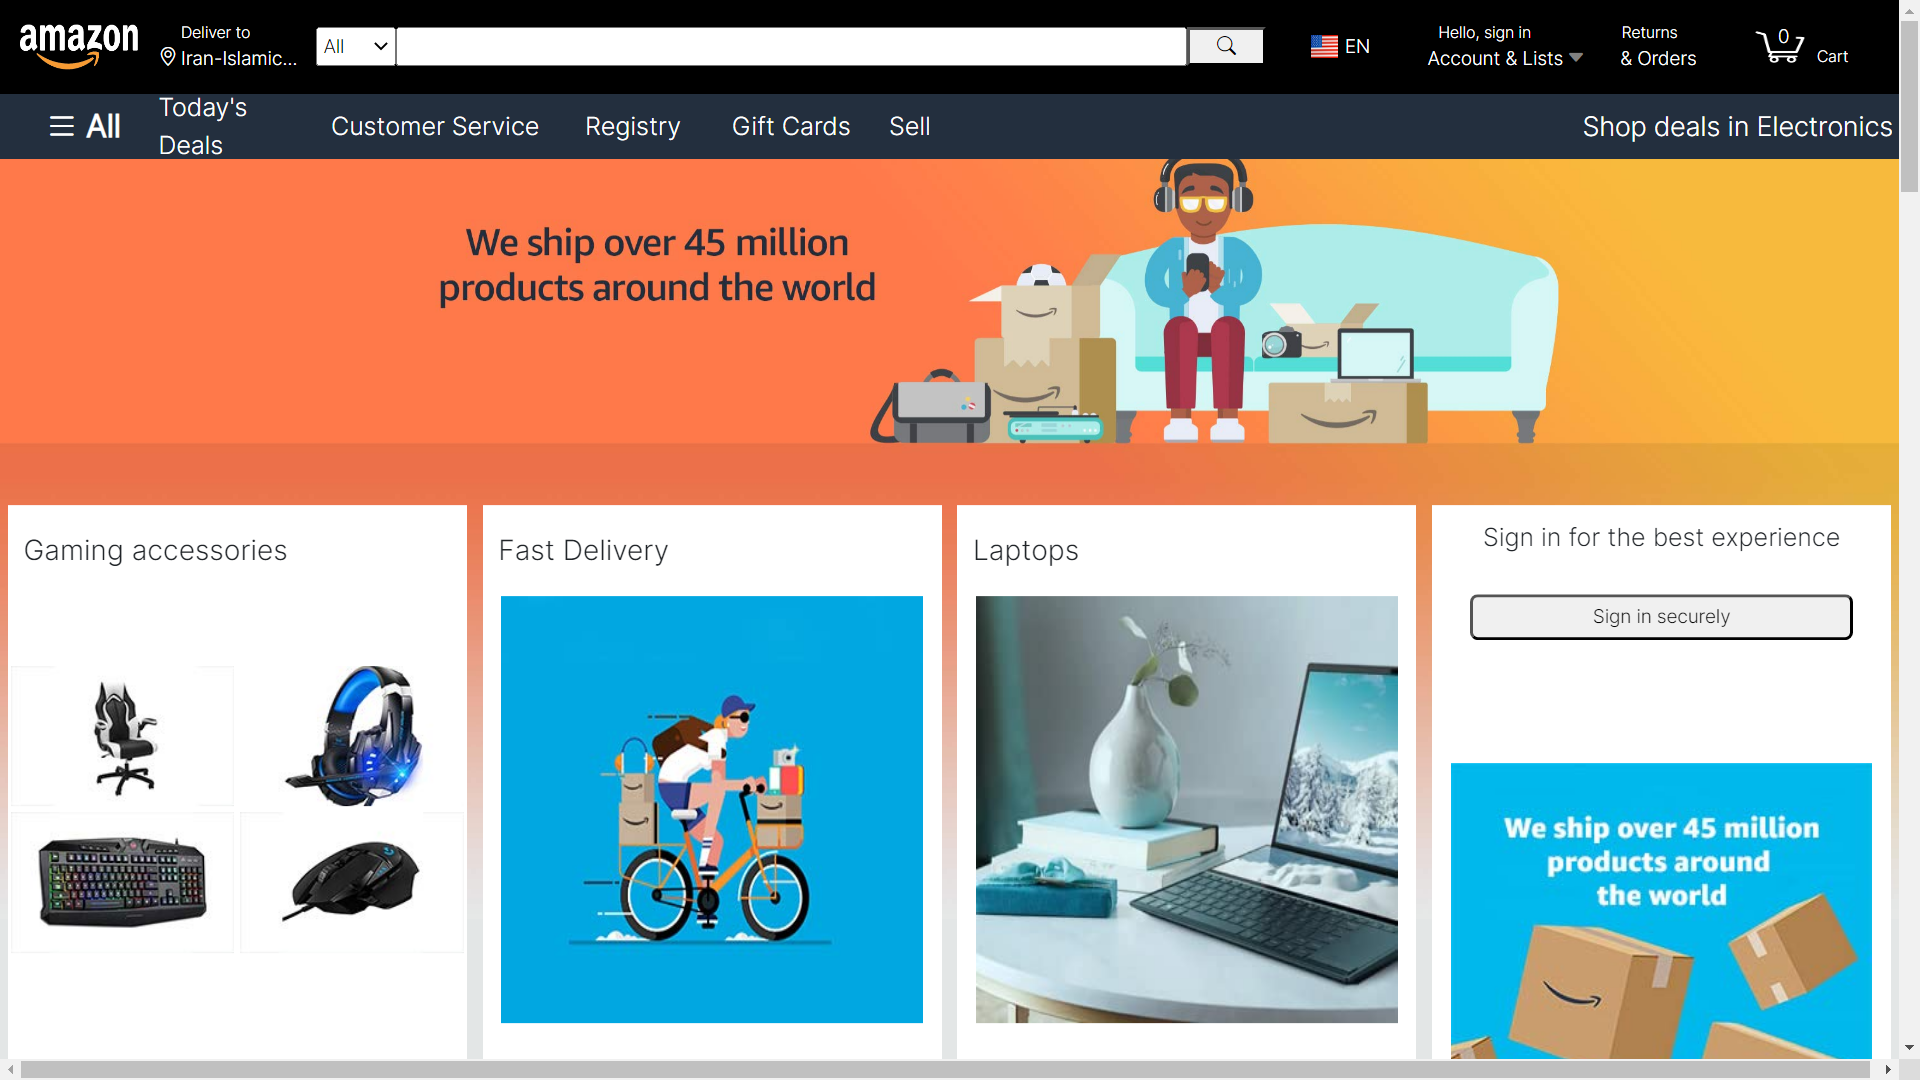 amazon
Deliver to
Iran-Islamic...
All
EN
Hello, sign in
Account & Lists
Returns
& Orders
0
Cart
All
Today's
Deals
Customer Service
Registry
Gift Cards
Sell
Shop deals in Electronics
We ship over 45 million
products around the world
Gaming accessories
Fast Delivery
Laptops
Sign in for the best experience
Sign in securely
We ship over 45 million
products around
the world